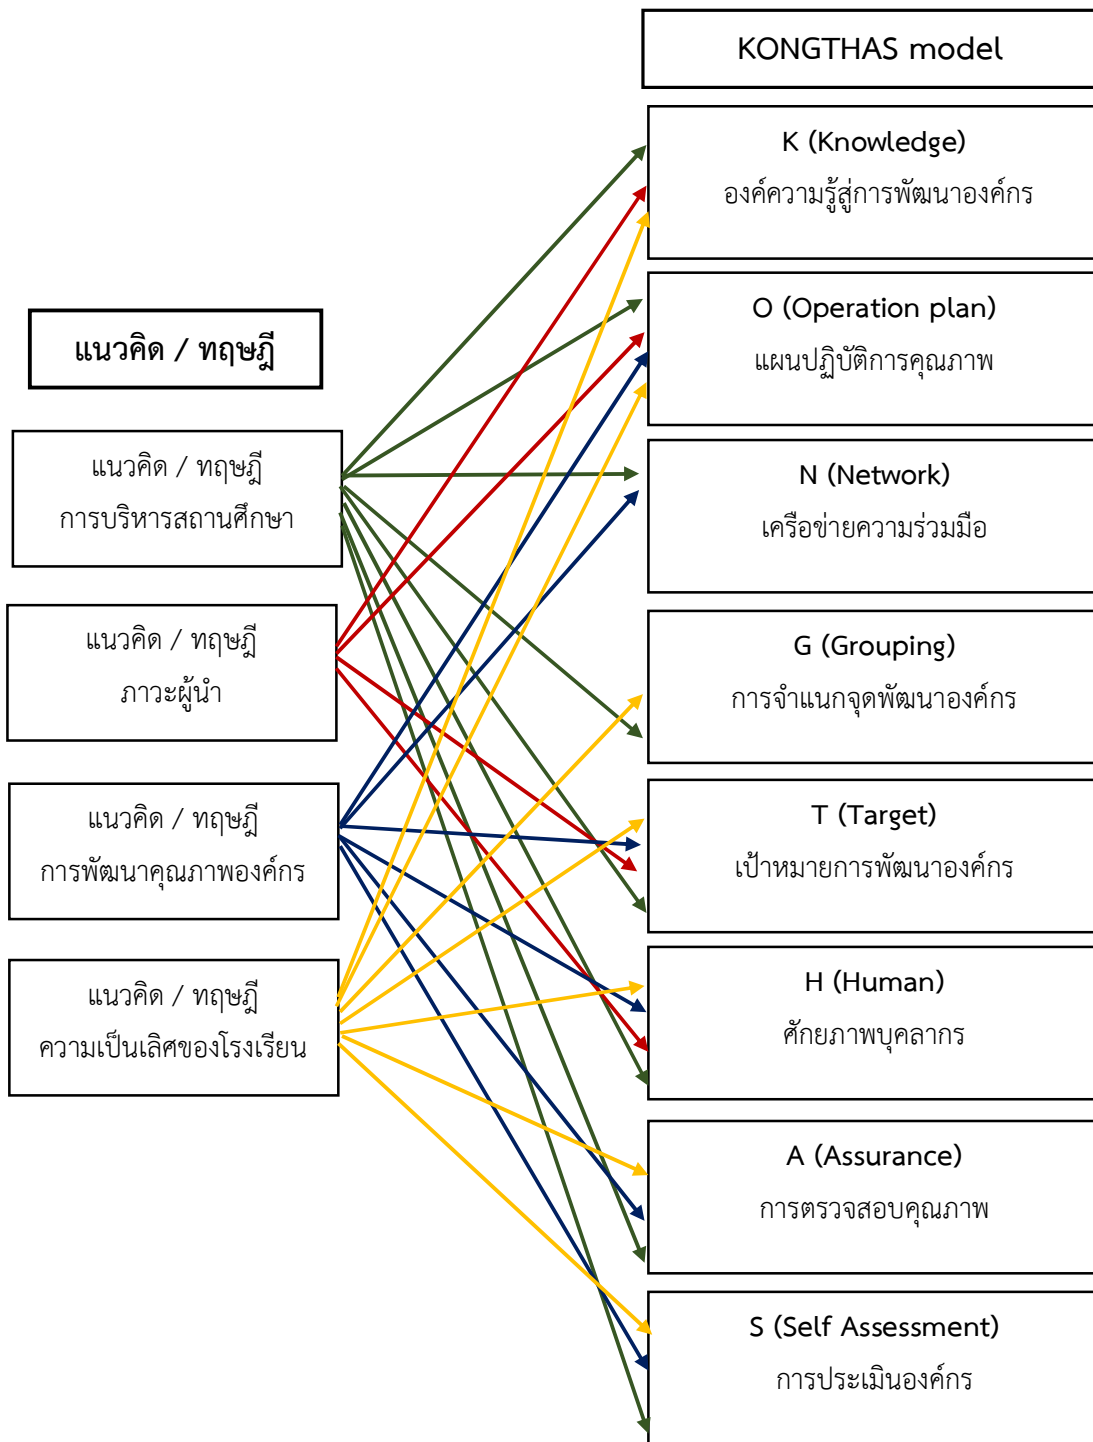 KONGTHAS model
K (Knowledge)
องค์ความรู้สู่การพัฒนาองค์กร
O (Operation plan)
แผนปฏิบัติการคุณภาพ
N (Network)
เครือข่ายความร่วมมือ
G (Grouping)
การจำแนกจุดพัฒนาองค์กร
T (Target)
เป้าหมายการพัฒนาองค์กร
H (Human)
ศักยภาพบุคลากร
A (Assurance)
การตรวจสอบคุณภาพ
S (Self Assessment)
การประเมินองค์กร
แนวคิด / ทฤษฎี
แนวคิด / ทฤษฎี
การบริหารสถานศึกษา
แนวคิด / ทฤษฎี
ภาวะผู้นำ
แนวคิด / ทฤษฎี
การพัฒนาคุณภาพองค์กร
แนวคิด / ทฤษฎี
ความเป็นเลิศของโรงเรียน